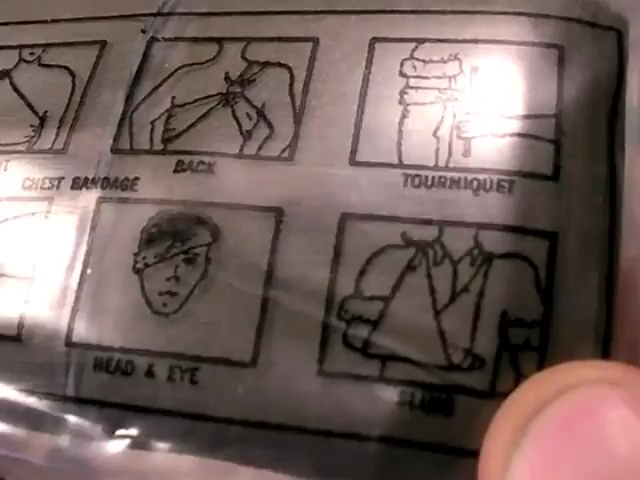 BACK
CHEST BANDAGE
TOURNIQUET
HEAD & EYE
SLING